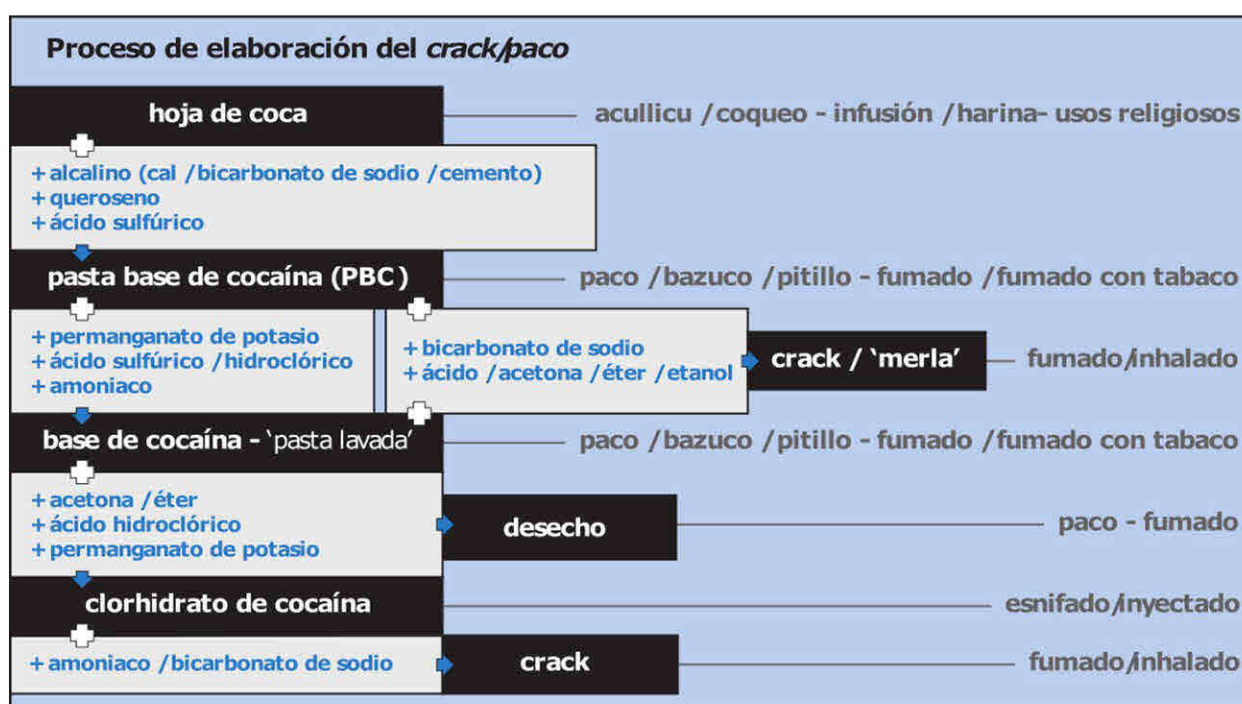 Proceso de elaboración del crack/paco
hoja de coca
acullicu /coqueo - infusión /harina- usos religiosos
+ alcalino (cal /bicarbonato de sodio /cemento)
+ queroseno
+ ácido sulfúrico
pasta base de cocaína (PBC)
paco /bazuco /pitillo - fumado /fumado con tabaco
+ permanganato de potasio
+ ácido sulfúrico /hidroclórico
+ amoniaco
+ bicarbonato de sodio
+ ácido /acetona /éter /etanol
crack / ‘merla’
fumado/inhalado
base de cocaína - ‘pasta lavada’
paco /bazuco /pitillo - fumado /fumado con tabaco
+ acetona /éter
+ ácido hidroclórico
+ permanganato de potasio
desecho
paco - fumado
clorhidrato de cocaína
esnifado/inyectado
+ amoniaco /bicarbonato de sodio
crack
fumado/inhalado